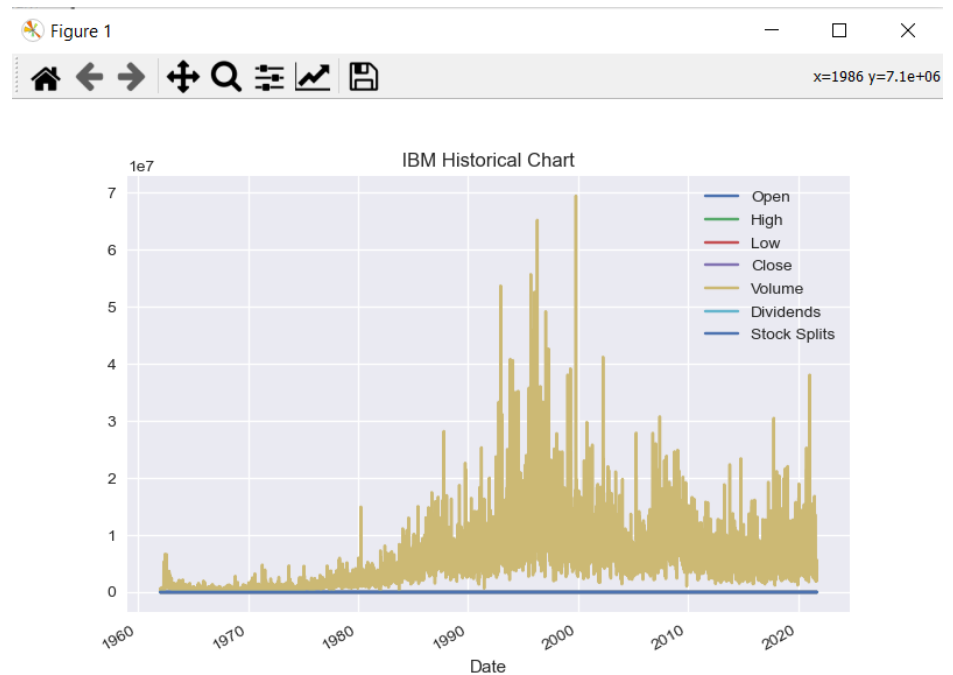 Figure 1
x=1986 y=7.1e+06
IBM Historical Chart
1e7
7
6
5
4
3
2
1
0
Open
High
Low
Close
Volume
Dividends
Stock Splits
1960 1970 1980 1990 2000 2010 2020
Date